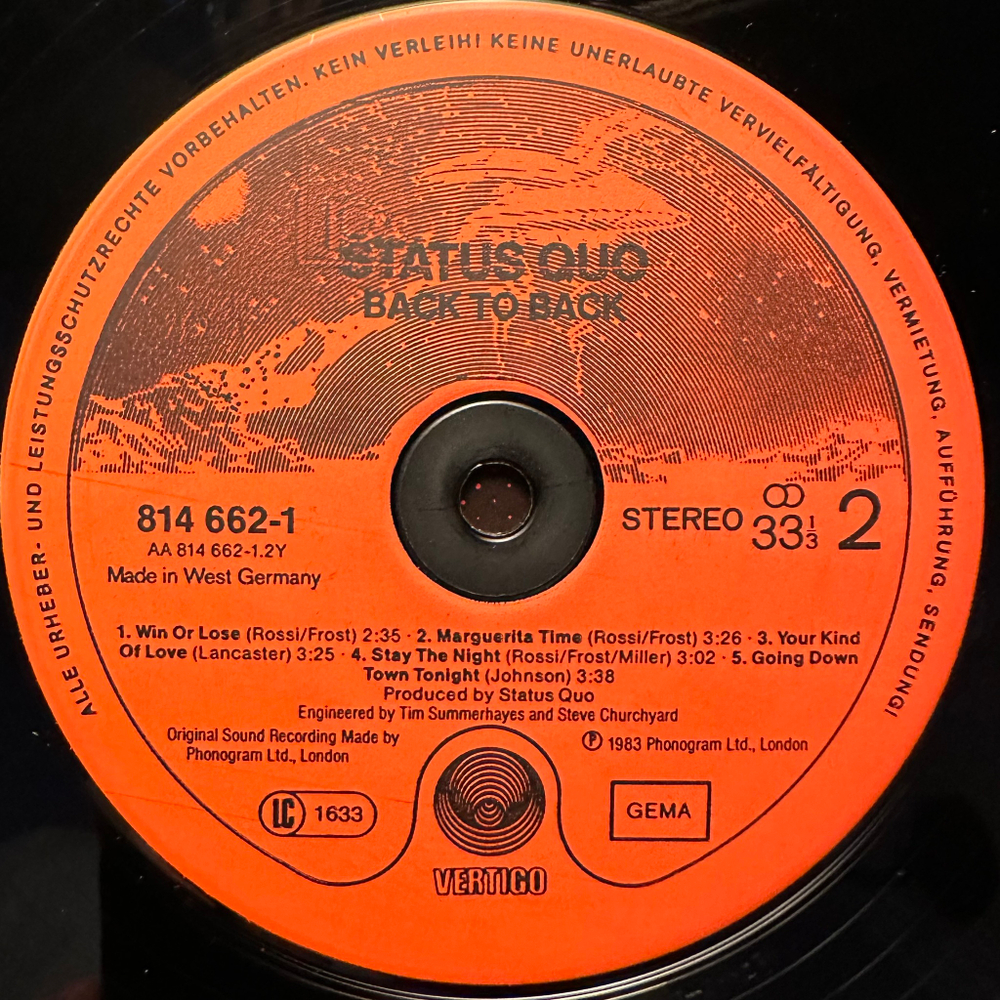 ALLE URHEBER- UND LEISTUNGSSCHUTZRECHTE VORBEHALTEN. KEIN VERLEIH! KEINE UNERLAUBTE VERVIELFÄLTIGUNG, VERMIETUNG, AUFFÜHRUNG, SENDUNG!
STATUS QUO
BACK TO BACK
814 662-1
AA 814 662-1.2Y
Made in West Germany
STEREO 33⅓ 2
1. Win Or Lose (Rossi/Frost) 2:35 · 2. Marguerita Time (Rossi/Frost) 3:26 · 3. Your Kind
Of Love (Lancaster) 3:25 · 4. Stay The Night (Rossi/Frost/Miller) 3:02 · 5. Going Down
Town Tonight (Johnson) 3:38
Produced by Status Quo
Engineered by Tim Summerhayes and Steve Churchyard
Original Sound Recording Made by
Phonogram Ltd., London
℗ 1983 Phonogram Ltd., London
LC 1633
GEMA
VERTIGO